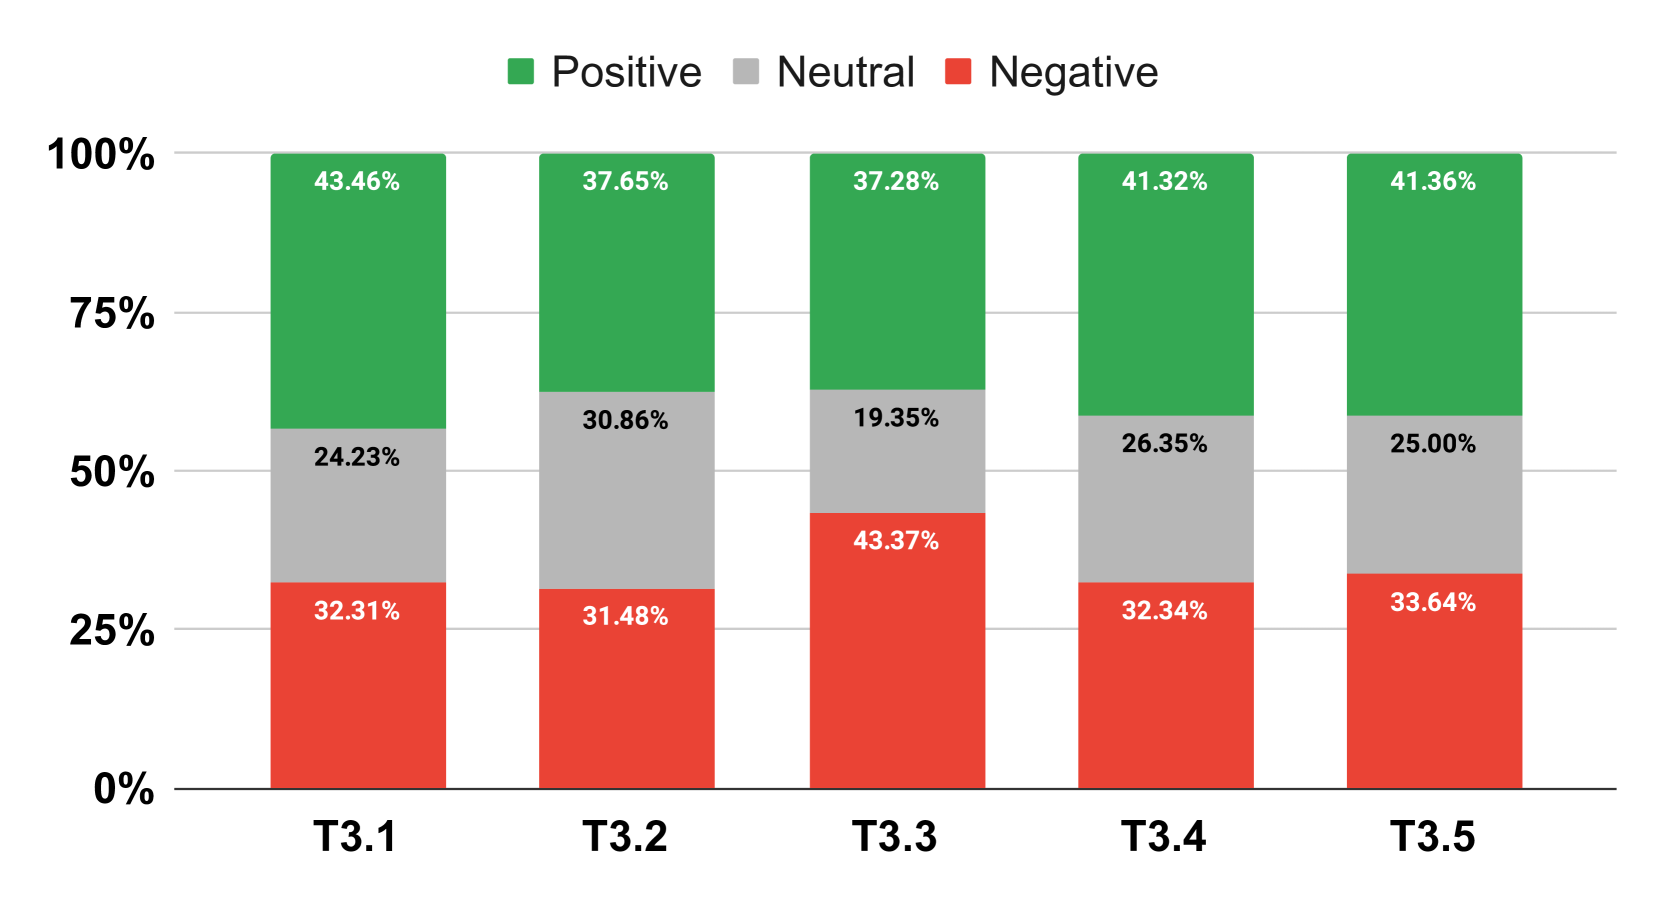 Positive Neutral Negative
100%
75%
50%
25%
0%
43.46% 37.65% 37.28% 41.32% 41.36%
24.23% 30.86% 19.35% 26.35% 25.00%
32.31% 31.48% 43.37% 32.34% 33.64%
T3.1 T3.2 T3.3 T3.4 T3.5